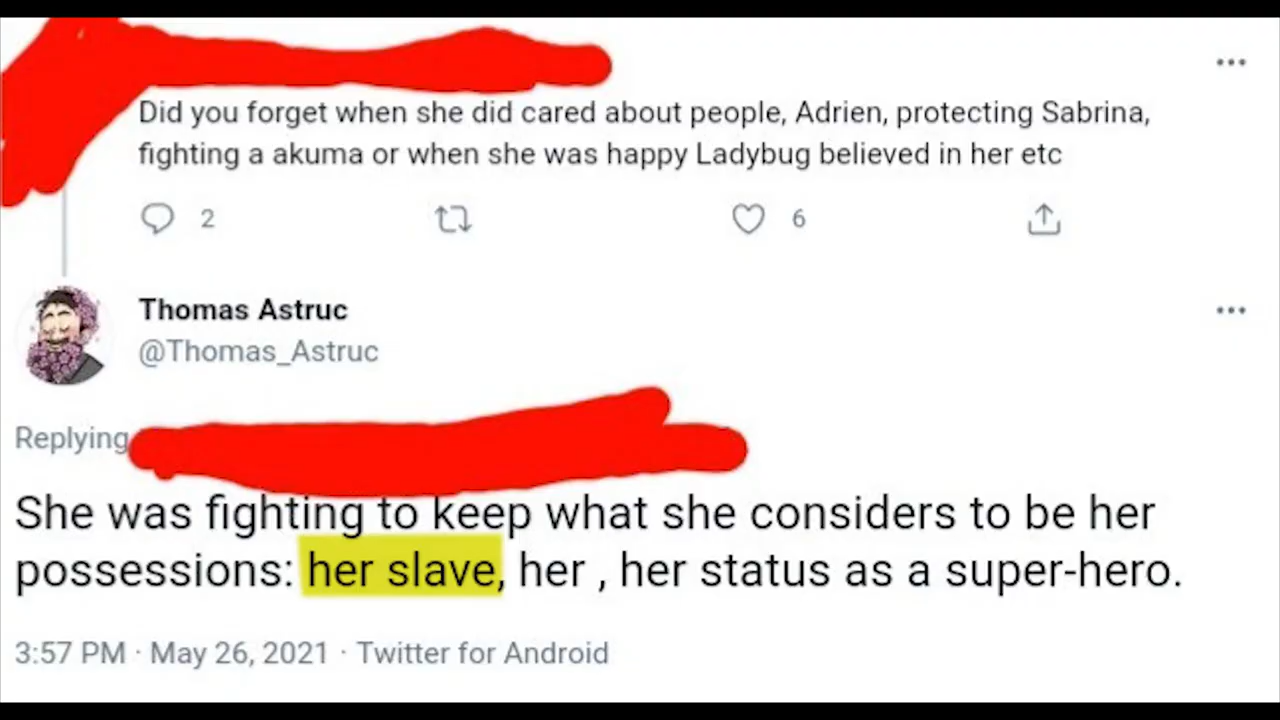 Did you forget when she did cared about people, Adrien, protecting Sabrina,
fighting a akuma or when she was happy Ladybug believed in her etc
2
6
Thomas Astruc
@Thomas_Astruc
Replying
She was fighting to keep what she considers to be her
possessions: her slave, her , her status as a super-hero.
3:57 PM · May 26, 2021 · Twitter for Android